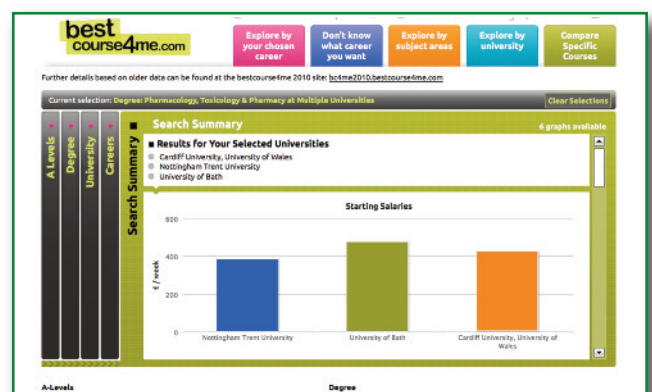 best
course4me.com
Explore by
your chosen
career
Don't know
what career
you want
Explore by
subject areas
Explore by
university
Compare
Specific
Courses
Further details based on older data can be found at the bestcourse4me 2010 site: bc4me2010.bestcourse4me.com
Current selection: Degree: Pharmacology, Toxicology & Pharmacy at Multiple Universities
Clear Selections
A Levels
Degree
University
Careers
Search Summary
Search Summary
6 graphs available
Results for Your Selected Universities
Cardiff University, University of Wales
Nottingham Trent University
University of Bath
Starting Salaries
£ / week
600
400
200
0
Nottingham Trent University
University of Bath
Cardiff University, University of
Wales
A-Levels
Degree